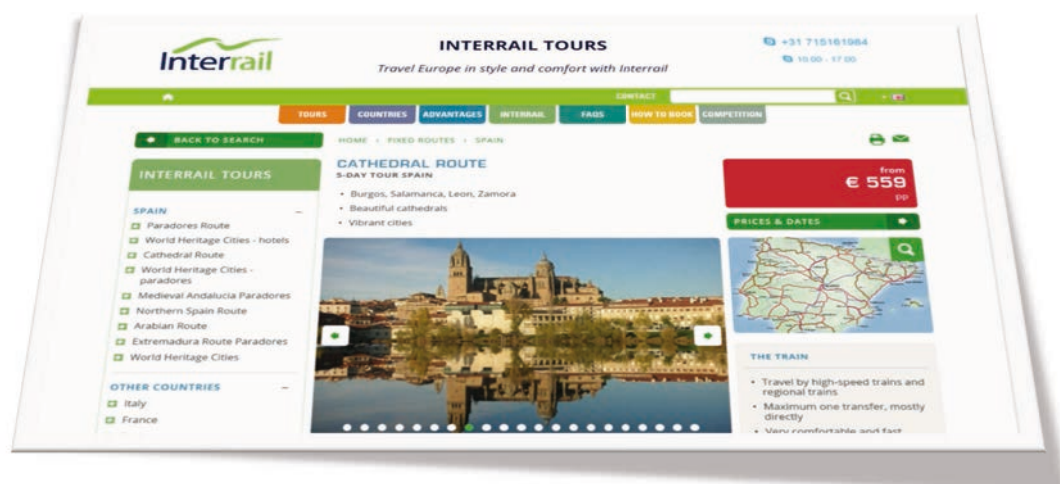 Interrail
INTERRAIL TOURS
Travel Europe in style and comfort with Interrail
+31 715161984
10:00 - 17:00
CONTACT
TOURS
COUNTRIES
ADVANTAGES
INTERRAIL
FAQS
HOW TO BOOK
COMPETITION
BACK TO SEARCH
HOME › FIXED ROUTES › SPAIN
INTERRAIL TOURS
SPAIN
Paradores Route
World Heritage Cities - hotels
Cathedral Route
World Heritage Cities -
paradores
Medieval Andalucia Paradores
Northern Spain Route
Arabian Route
Extremadura Route Paradores
World Heritage Cities
OTHER COUNTRIES
Italy
France
CATHEDRAL ROUTE
5-DAY TOUR SPAIN
• Burgos, Salamanca, Leon, Zamora
• Beautiful cathedrals
• Vibrant cities
from
€ 559
pp
PRICES & DATES
THE TRAIN
• Travel by high-speed trains and
regional trains
• Maximum one transfer, mostly
directly
• Very comfortable and fast